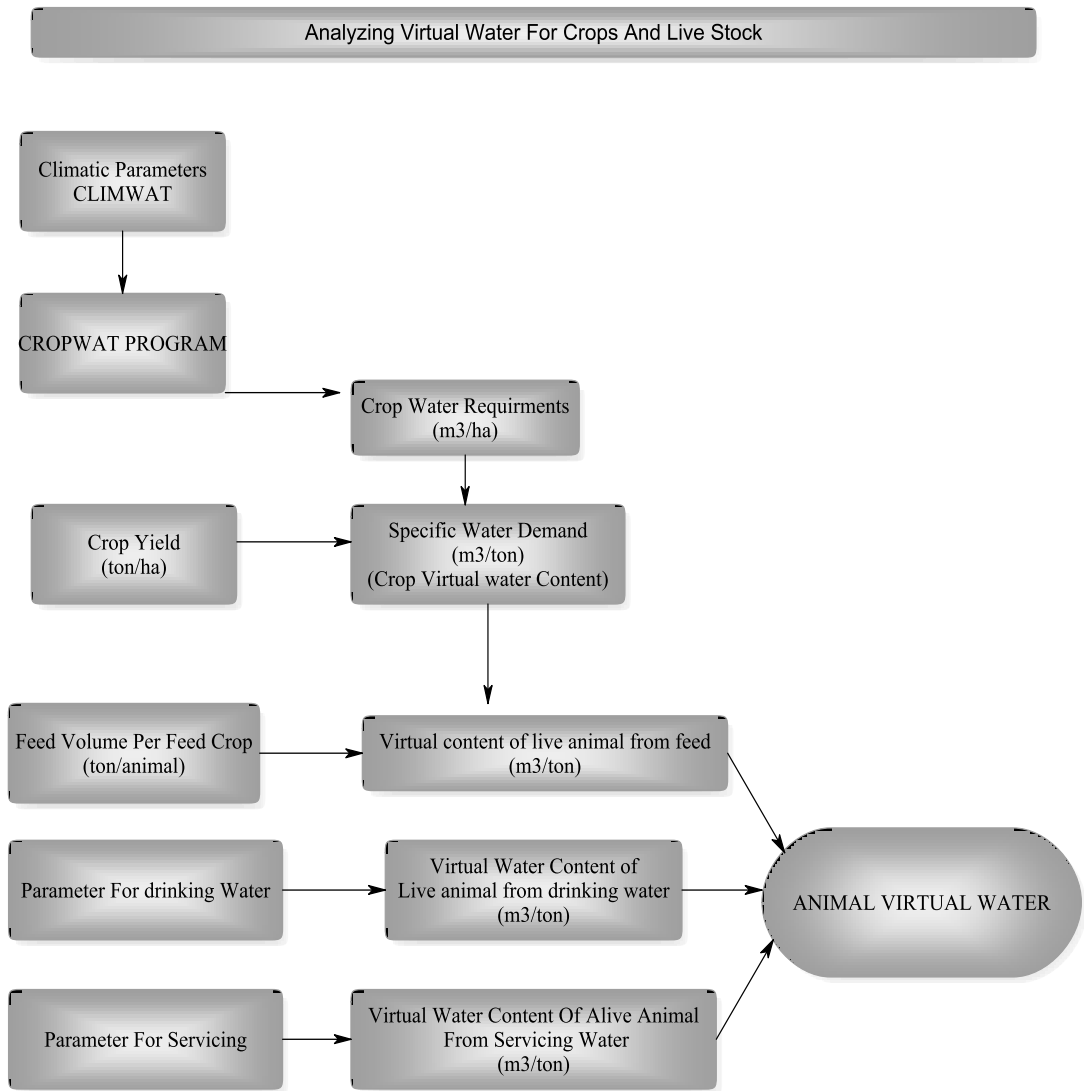 Analyzing Virtual Water For Crops And Live Stock
Climatic Parameters
CLIMWAT
CROPWAT PROGRAM
Crop Water Requirments
(m3/ha)
Crop Yield
(ton/ha)
Specific Water Demand
(m3/ton)
(Crop Virtual water Content)
Feed Volume Per Feed Crop
(ton/animal)
Virtual content of live animal from feed
(m3/ton)
Parameter For drinking Water
Virtual Water Content of
Live animal from drinking water
(m3/ton)
ANIMAL VIRTUAL WATER
Parameter For Servicing
Virtual Water Content Of Alive Animal
From Servicing Water
(m3/ton)